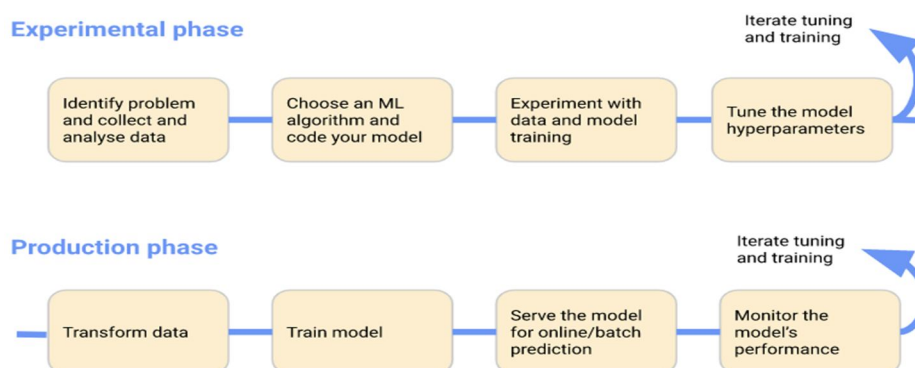 Experimental phase
Iterate tuning
and training
Identify problem
and collect and
analyse data
Choose an ML
algorithm and
code your model
Experiment with
data and model
training
Tune the model
hyperparameters
Production phase
Iterate tuning
and training
Transform data
Train model
Serve the model
for online/batch
prediction
Monitor the
model's
performance